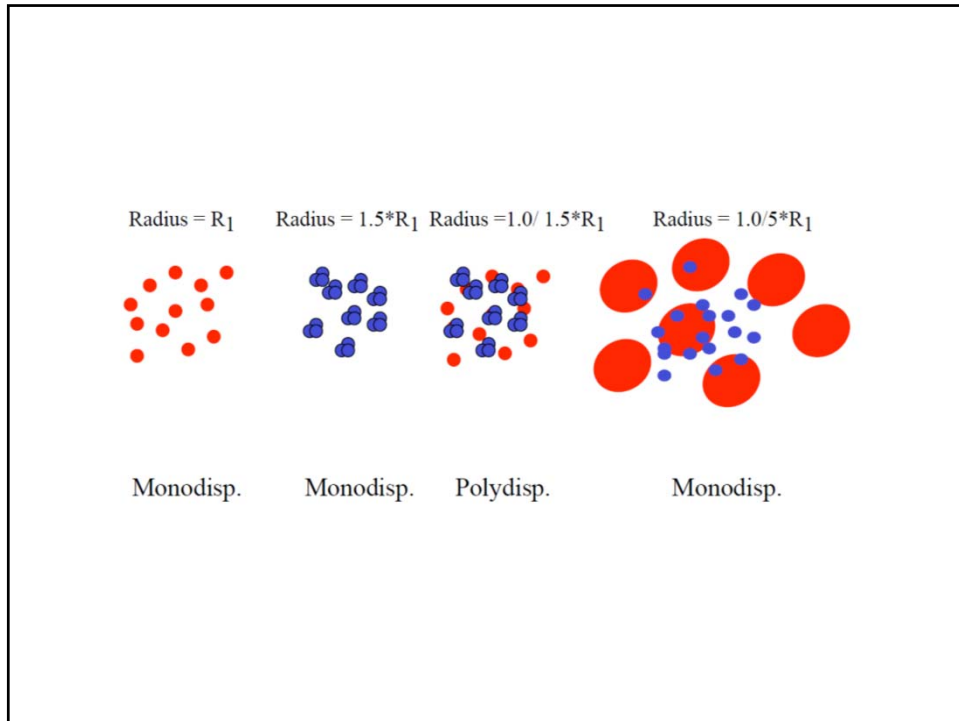 Radius = R1
Radius = 1.5*R1
Radius =1.0/ 1.5*R1
Radius = 1.0/5*R1
Monodisp.
Monodisp.
Polydisp.
Monodisp.